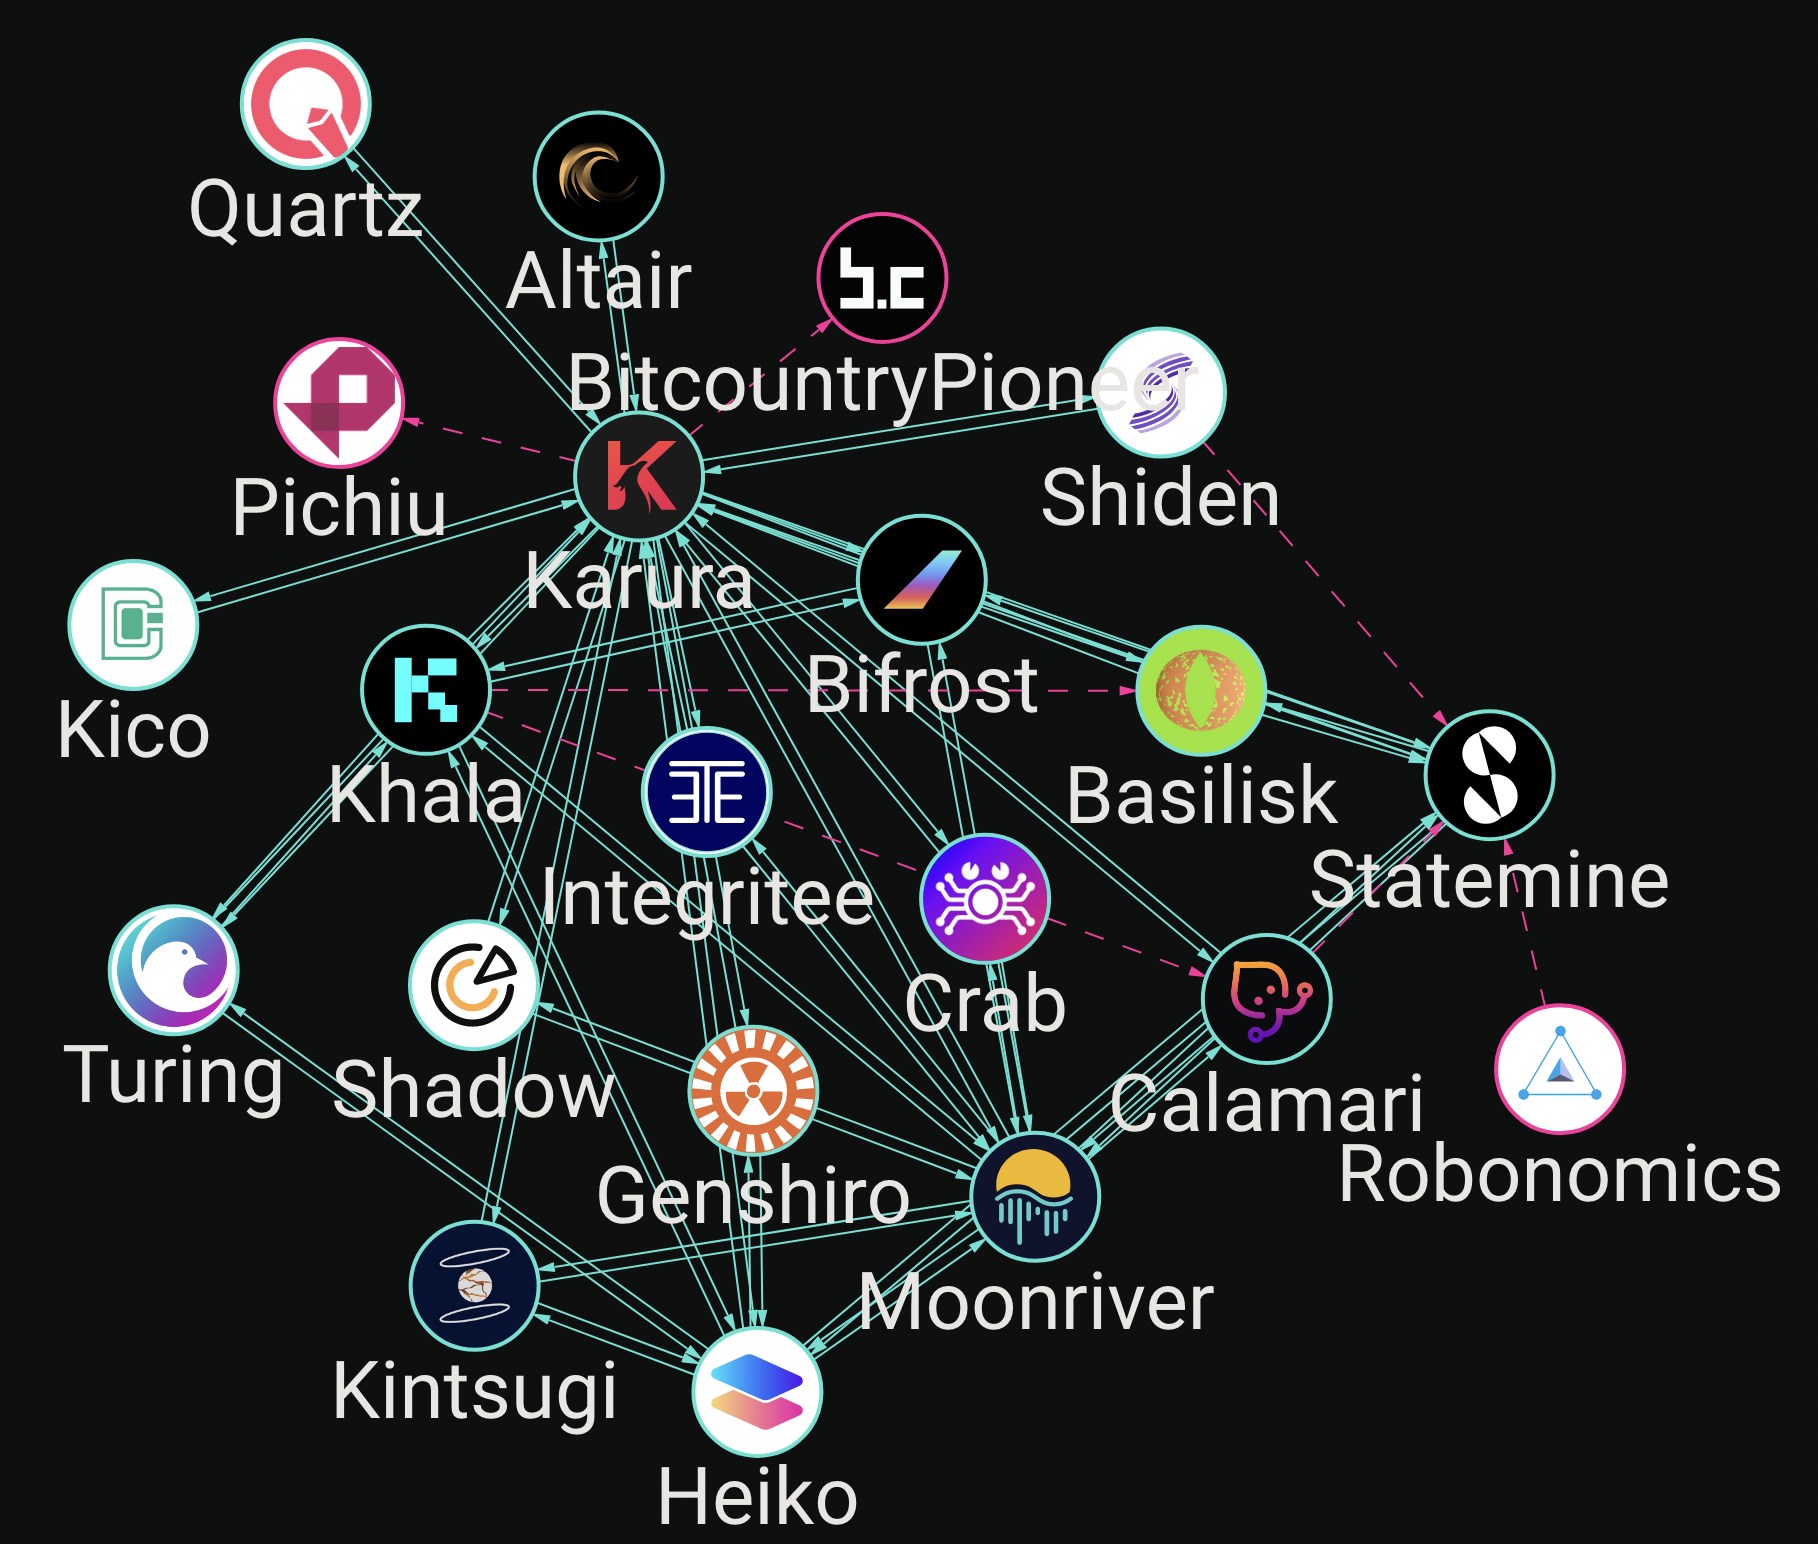 Quartz
Altair
BitcountryPioneer
b.c
Pichiu
Shiden
Karura
Kico
Bifrost
Khala
Basilisk
Integritee
Statemine
Crab
Turing
Shadow
Calamari
Robonomics
Genshiro
Moonriver
Kintsugi
Heiko